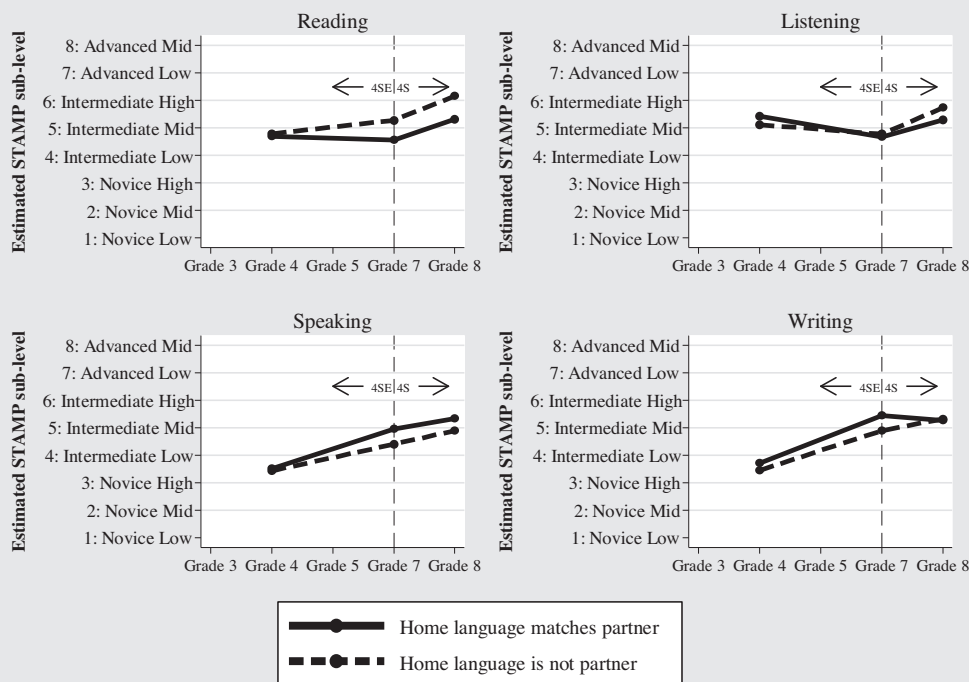 Reading
Estimated STAMP sub-level
8: Advanced Mid
7: Advanced Low
6: Intermediate High
5: Intermediate Mid
4: Intermediate Low
3: Novice High
2: Novice Mid
1: Novice Low
4SE 4S
Grade 3 Grade 4 Grade 5 Grade 7 Grade 8
Listening
Estimated STAMP sub-level
8: Advanced Mid
7: Advanced Low
6: Intermediate High
5: Intermediate Mid
4: Intermediate Low
3: Novice High
2: Novice Mid
1: Novice Low
4SE 4S
Grade 3 Grade 4 Grade 5 Grade 7 Grade 8
Speaking
Estimated STAMP sub-level
8: Advanced Mid
7: Advanced Low
6: Intermediate High
5: Intermediate Mid
4: Intermediate Low
3: Novice High
2: Novice Mid
1: Novice Low
4SE 4S
Grade 3 Grade 4 Grade 5 Grade 7 Grade 8
Writing
Estimated STAMP sub-level
8: Advanced Mid
7: Advanced Low
6: Intermediate High
5: Intermediate Mid
4: Intermediate Low
3: Novice High
2: Novice Mid
1: Novice Low
4SE 4S
Grade 3 Grade 4 Grade 5 Grade 7 Grade 8
Home language matches partner
Home language is not partner